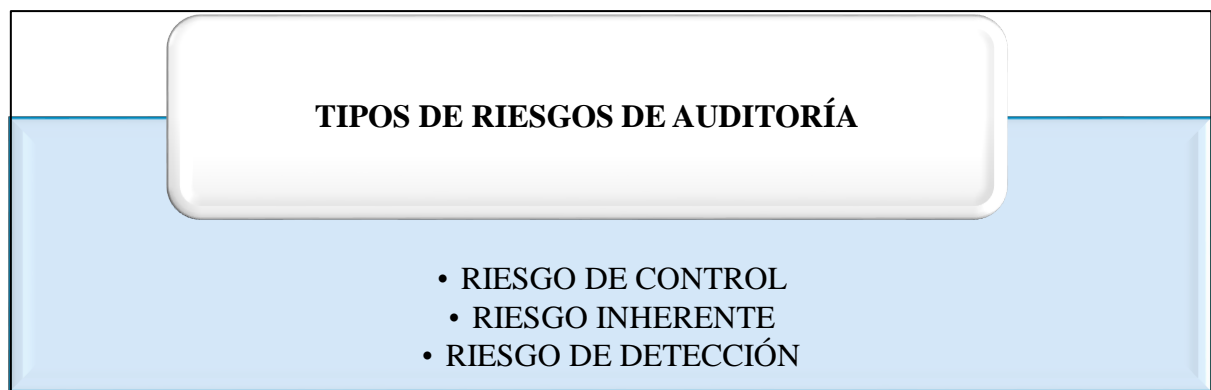 TIPOS DE RIESGOS DE AUDITORÍA
• RIESGO DE CONTROL
• RIESGO INHERENTE
• RIESGO DE DETECCIÓN